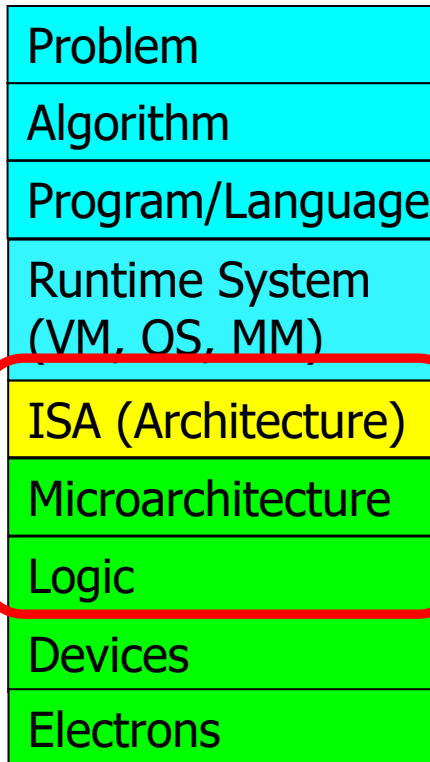 Problem
Algorithm
Program/Language
Runtime System
(VM, OS, MM)
ISA (Architecture)
Microarchitecture
Logic
Devices
Electrons